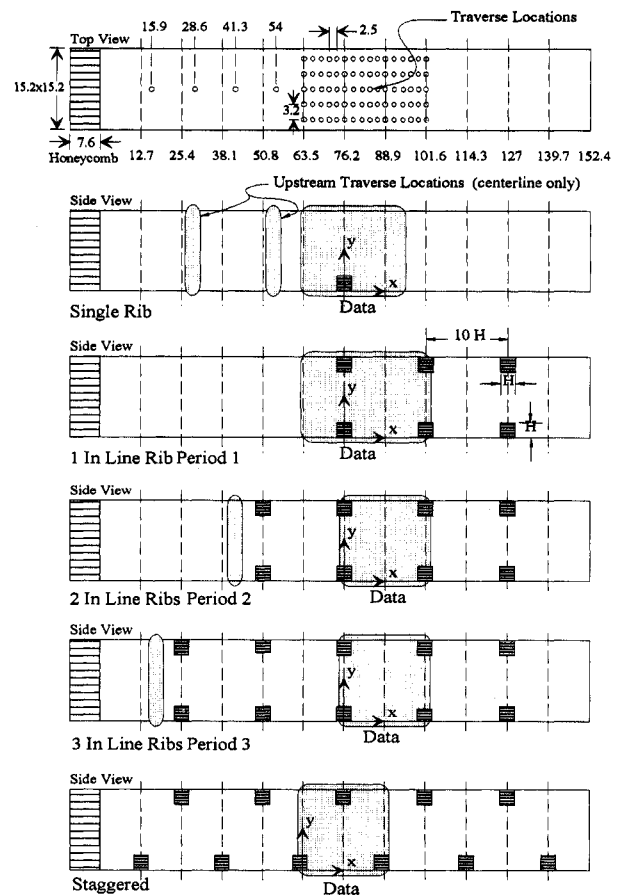 Traverse Locations
15.9 28.6 41.3 54 2.5
Top View
15.2x15.2
3.2
7.6
Honeycomb 12.7 25.4 38.1 50.8 63.5 76.2 88.9 101.6 114.3 127 139.7 152.4
Upstream Traverse Locations (centerline only)
Side View
y
x
Single Rib Data
Side View
10 H
H
y
H
x
1 In Line Rib Period 1 Data
Side View
y
x
2 In Line Ribs Period 2 Data
Side View
y
x
3 In Line Ribs Period 3 Data
Side View
y
x
Staggered Data